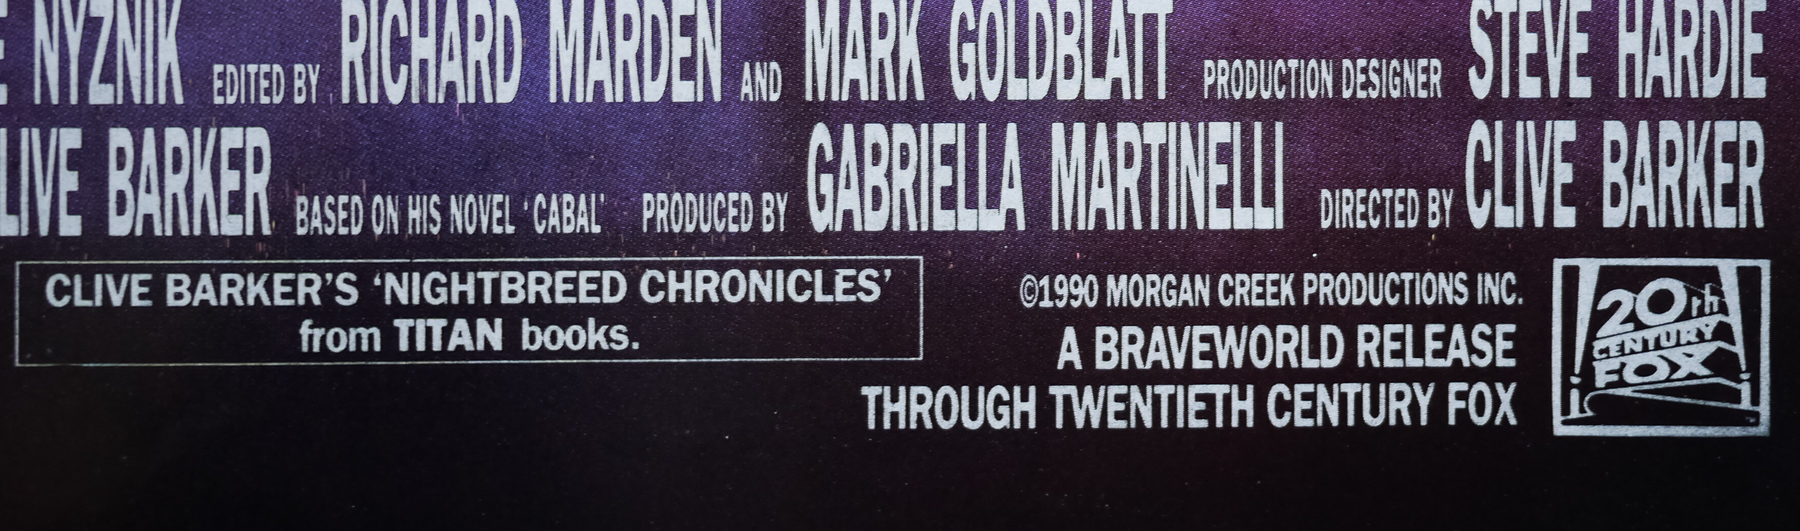 NYZNIK EDITED BY RICHARD MARDEN AND MARK GOLDBLATT PRODUCTION DESIGNER STEVE HARDIE
LIVE BARKER BASED ON HIS NOVEL 'CABAL' PRODUCED BY GABRIELLA MARTINELLI DIRECTED BY CLIVE BARKER
CLIVE BARKER'S 'NIGHTBREED CHRONICLES'
from TITAN books.
©1990 MORGAN CREEK PRODUCTIONS INC.
A BRAVEWORLD RELEASE
THROUGH TWENTIETH CENTURY FOX
20th
CENTURY
FOX